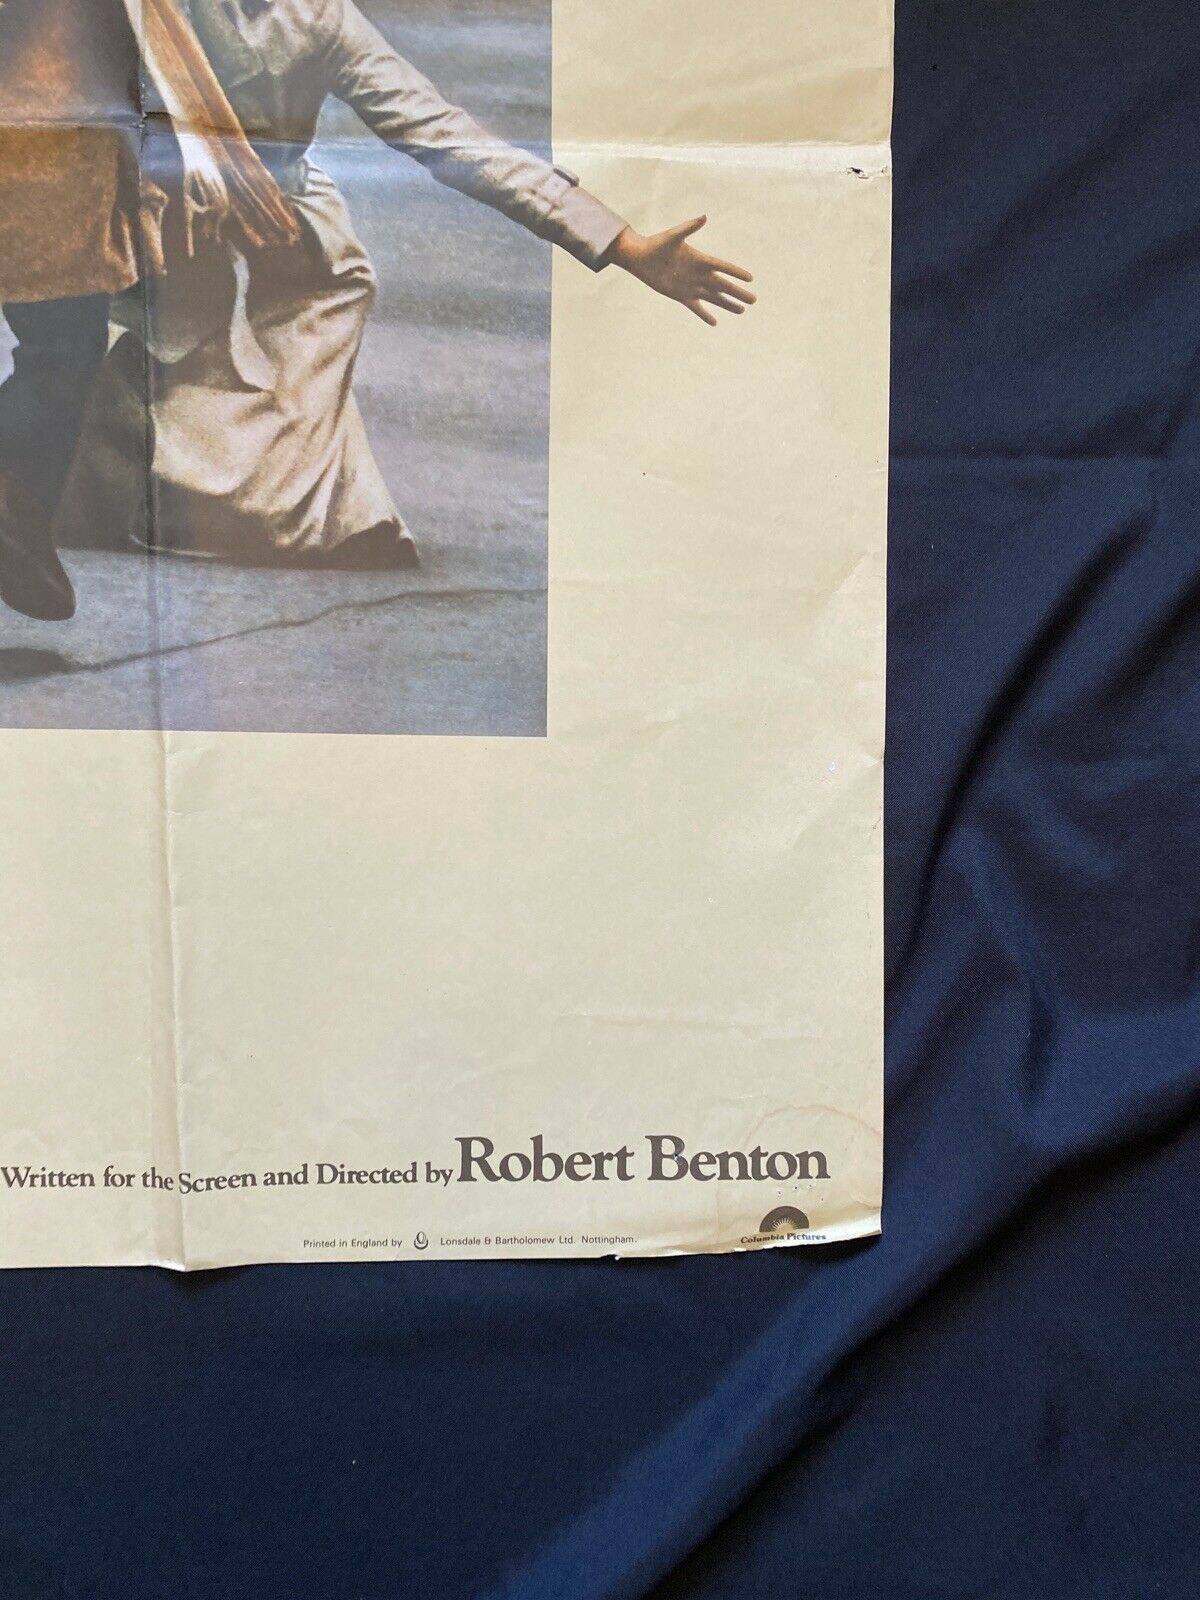 Written for the Screen and Directed by Robert Benton
Printed in England by Lonsdale & Bartholomew Ltd. Nottingham.
Columbia Pictures